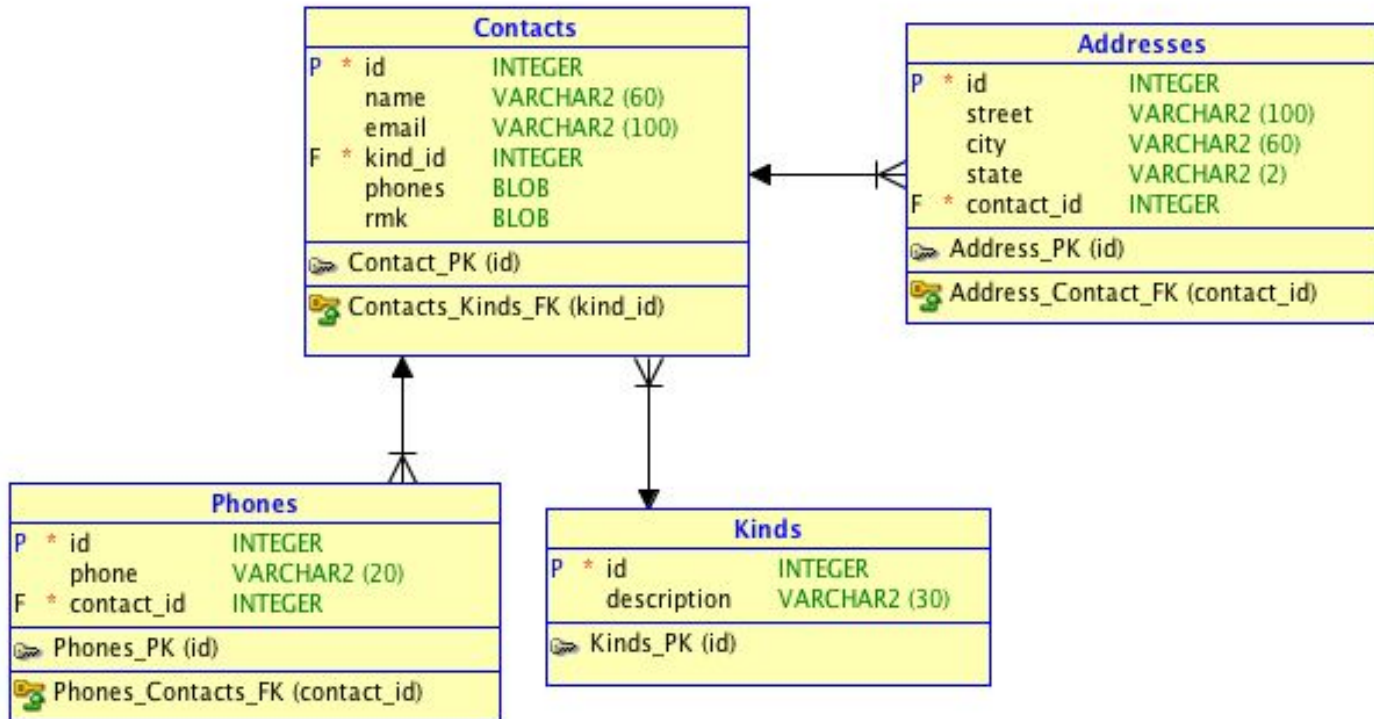 Contacts
P * id INTEGER
name VARCHAR2 (60)
email VARCHAR2 (100)
F * kind_id INTEGER
phones BLOB
rmk BLOB
Contact_PK (id)
Contacts_Kinds_FK (kind_id)
Addresses
P * id INTEGER
street VARCHAR2 (100)
city VARCHAR2 (60)
state VARCHAR2 (2)
F * contact_id INTEGER
Address_PK (id)
Address_Contact_FK (contact_id)
Phones
P * id INTEGER
phone VARCHAR2 (20)
F * contact_id INTEGER
Phones_PK (id)
Phones_Contacts_FK (contact_id)
Kinds
P * id INTEGER
description VARCHAR2 (30)
Kinds_PK (id)